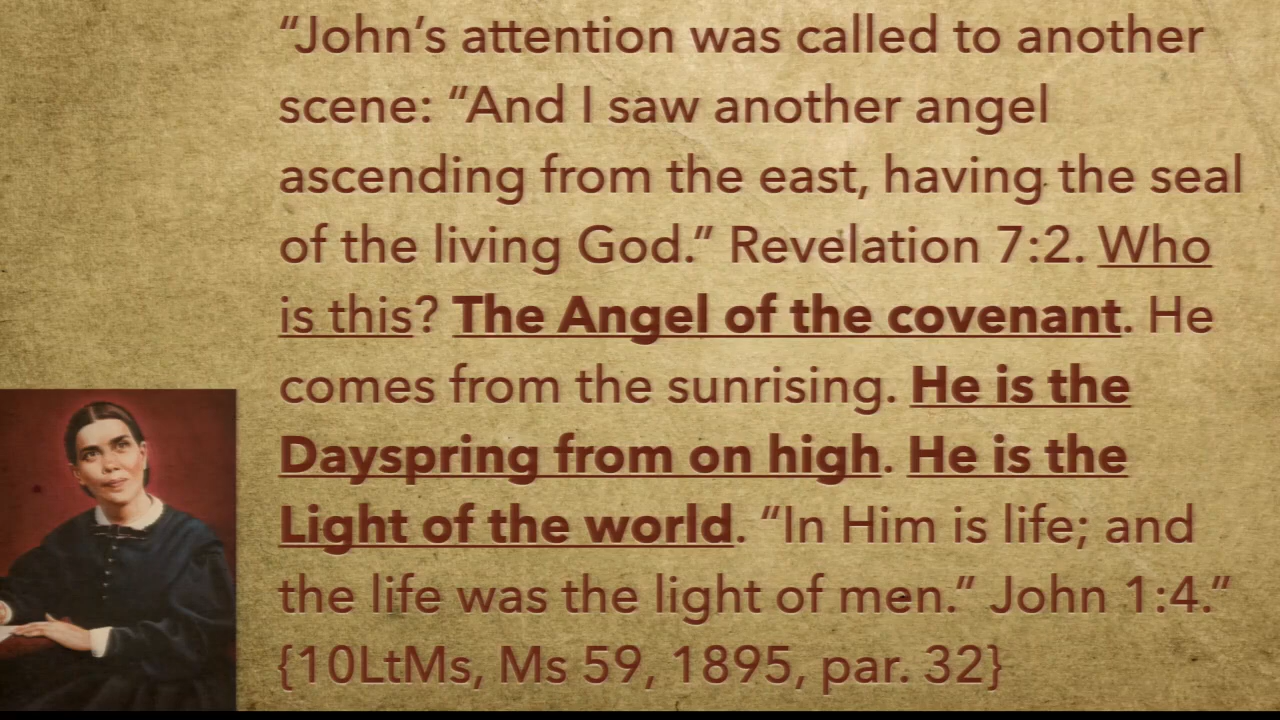 “John’s attention was called to another
scene: “And I saw another angel
ascending from the east, having the seal
of the living God.” Revelation 7:2. Who
is this? The Angel of the covenant. He
comes from the sunrising. He is the
Dayspring from on high. He is the
Light of the world. “In Him is life; and
the life was the light of men.” John 1:4.”
{10LtMs, Ms 59, 1895, par. 32}